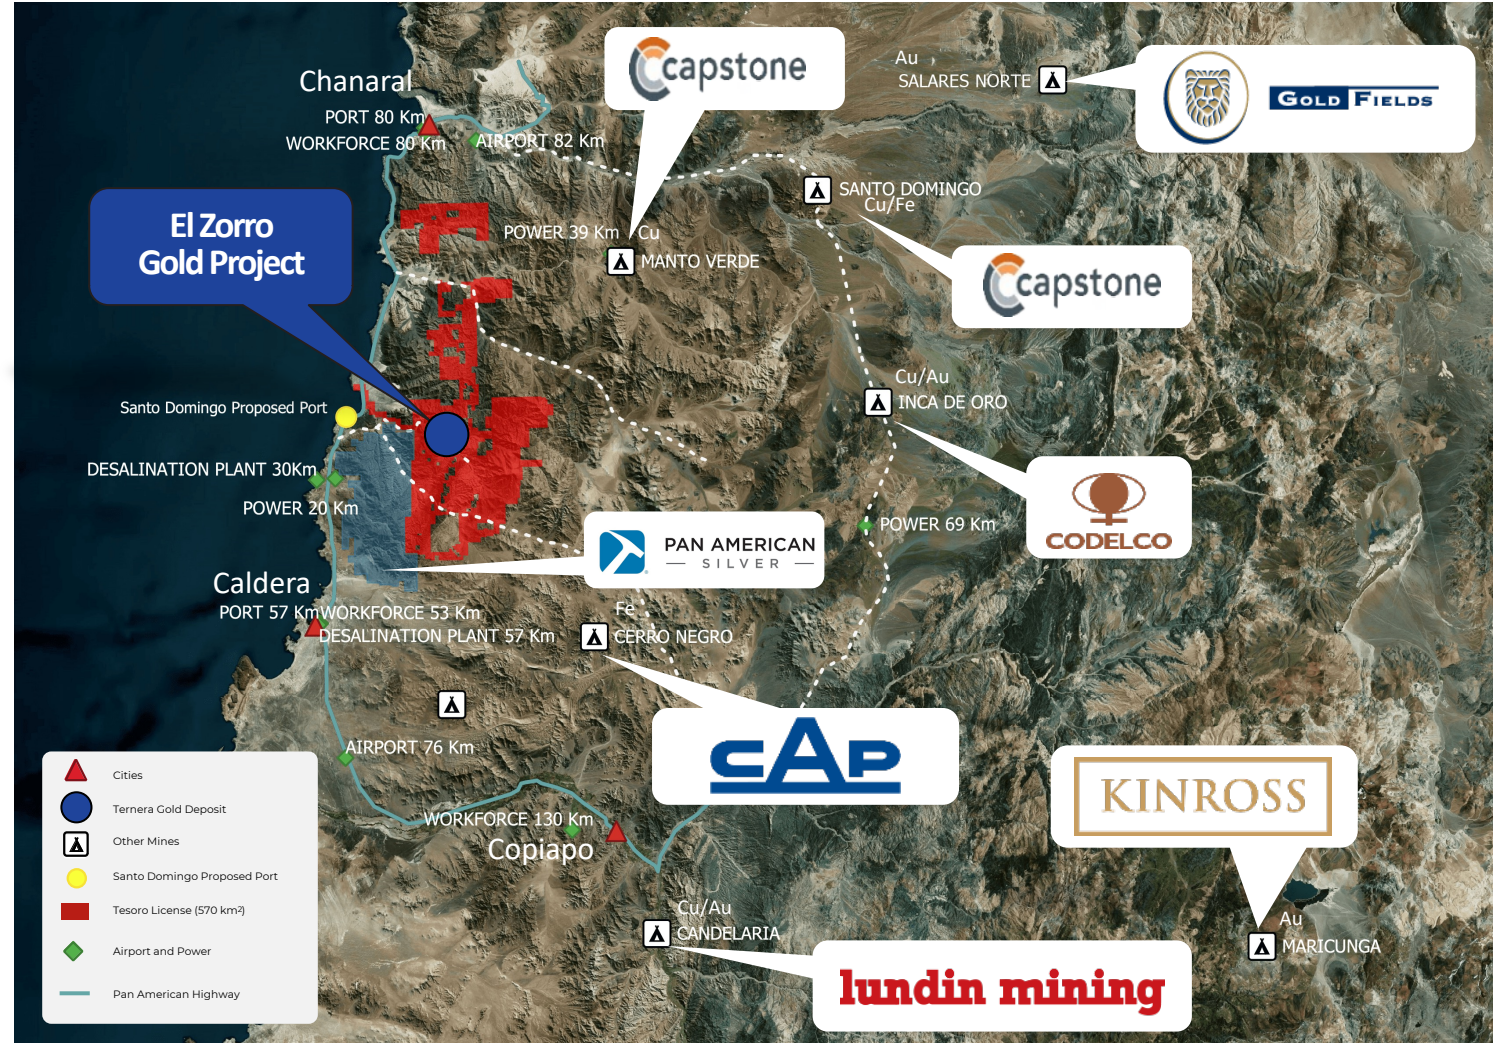 capstone
Au
SALARES NORTE
GOLD FIELDS
Chanaral
PORT 80 Km
WORKFORCE 80 Km
AIRPORT 82 Km
SANTO DOMINGO
Cu/Fe
El Zorro
Gold Project
POWER 39 Km
Cu
MANTO VERDE
capstone
Cu/Au
INCA DE ORO
Santo Domingo Proposed Port
DESALINATION PLANT 30Km
POWER 20 Km
CODELCO
POWER 69 Km
PAN AMERICAN
SILVER
Caldera
PORT 57 Km
WORKFORCE 53 Km
DESALINATION PLANT 57 Km
Fe
CERRO NEGRO
CAP
AIRPORT 76 Km
KINROSS
WORKFORCE 130 Km
Copiapo
Cu/Au
CANDELARIA
lundin mining
Au
MARICUNGA
Cities
Ternera Gold Deposit
Other Mines
Santo Domingo Proposed Port
Tesoro License (570 km²)
Airport and Power
Pan American Highway